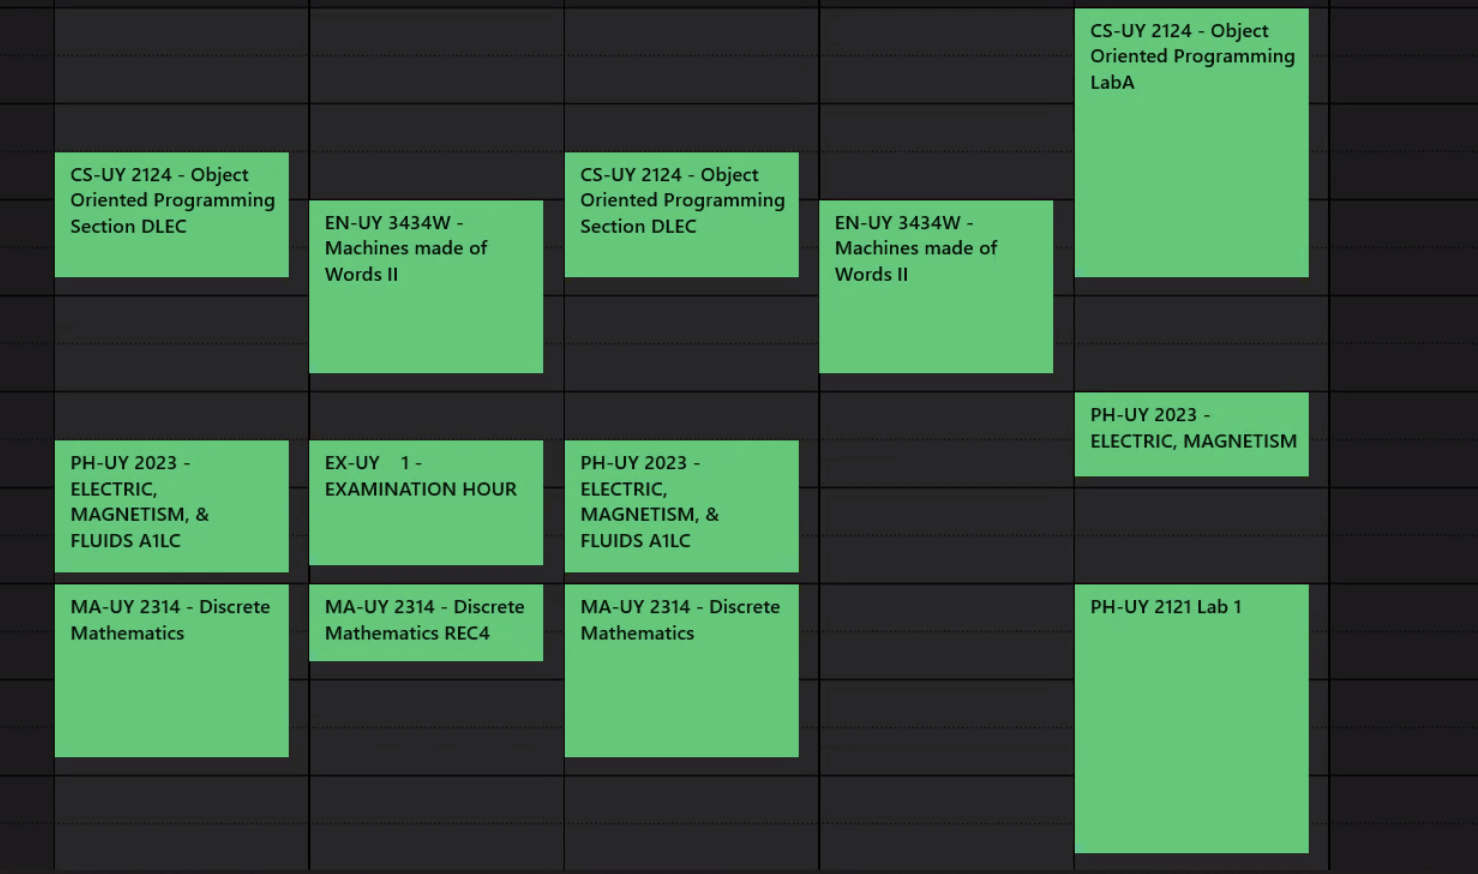 CS-UY 2124 - Object
Oriented Programming
LabA
CS-UY 2124 - Object
Oriented Programming
Section DLEC
CS-UY 2124 - Object
Oriented Programming
Section DLEC
EN-UY 3434W -
Machines made of
Words II
EN-UY 3434W -
Machines made of
Words II
PH-UY 2023 -
ELECTRIC, MAGNETISM
PH-UY 2023 -
ELECTRIC,
MAGNETISM, &
FLUIDS A1LC
EX-UY 1 -
EXAMINATION HOUR
PH-UY 2023 -
ELECTRIC,
MAGNETISM, &
FLUIDS A1LC
MA-UY 2314 - Discrete
Mathematics
MA-UY 2314 - Discrete
Mathematics REC4
MA-UY 2314 - Discrete
Mathematics
PH-UY 2121 Lab 1